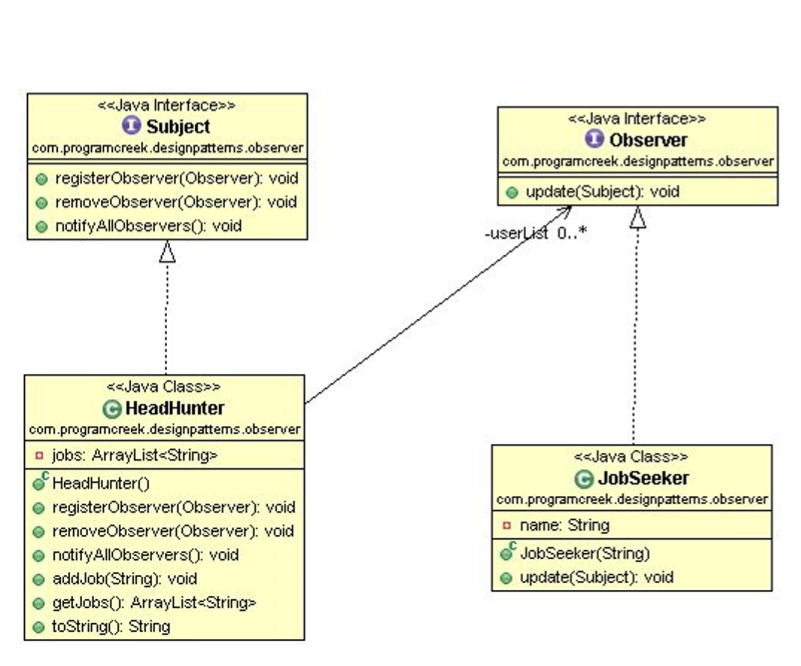 <<Java Interface>>
Subject
com.programcreek.designpatterns.observer
registerObserver(Observer): void
removeObserver(Observer): void
notifyAllObservers(): void
<<Java Interface>>
Observer
com.programcreek.designpatterns.observer
update(Subject): void
-userList 0..*
<<Java Class>>
HeadHunter
com.programcreek.designpatterns.observer
jobs: ArrayList<String>
HeadHunter()
registerObserver(Observer): void
removeObserver(Observer): void
notifyAllObservers(): void
addJob(String): void
getJobs(): ArrayList<String>
toString(): String
<<Java Class>>
JobSeeker
com.programcreek.designpatterns.observer
name: String
JobSeeker(String)
update(Subject): void